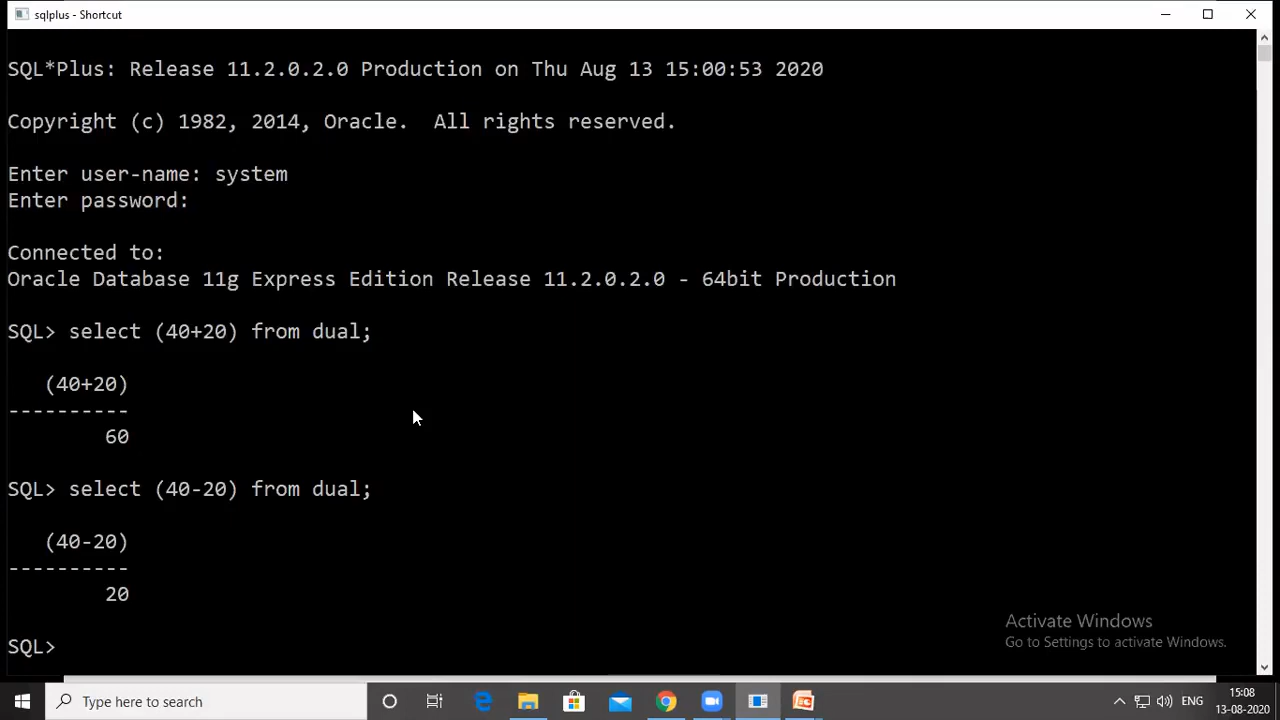 sqlplus - Shortcut
SQL*Plus: Release 11.2.0.2.0 Production on Thu Aug 13 15:00:53 2020
Copyright (c) 1982, 2014, Oracle.  All rights reserved.
Enter user-name: system
Enter password:
Connected to:
Oracle Database 11g Express Edition Release 11.2.0.2.0 - 64bit Production
SQL> select (40+20) from dual;
(40+20)
----------
60
SQL> select (40-20) from dual;
(40-20)
----------
20
SQL>
Activate Windows
Go to Settings to activate Windows.
Type here to search
ENG
15:08
13-08-2020